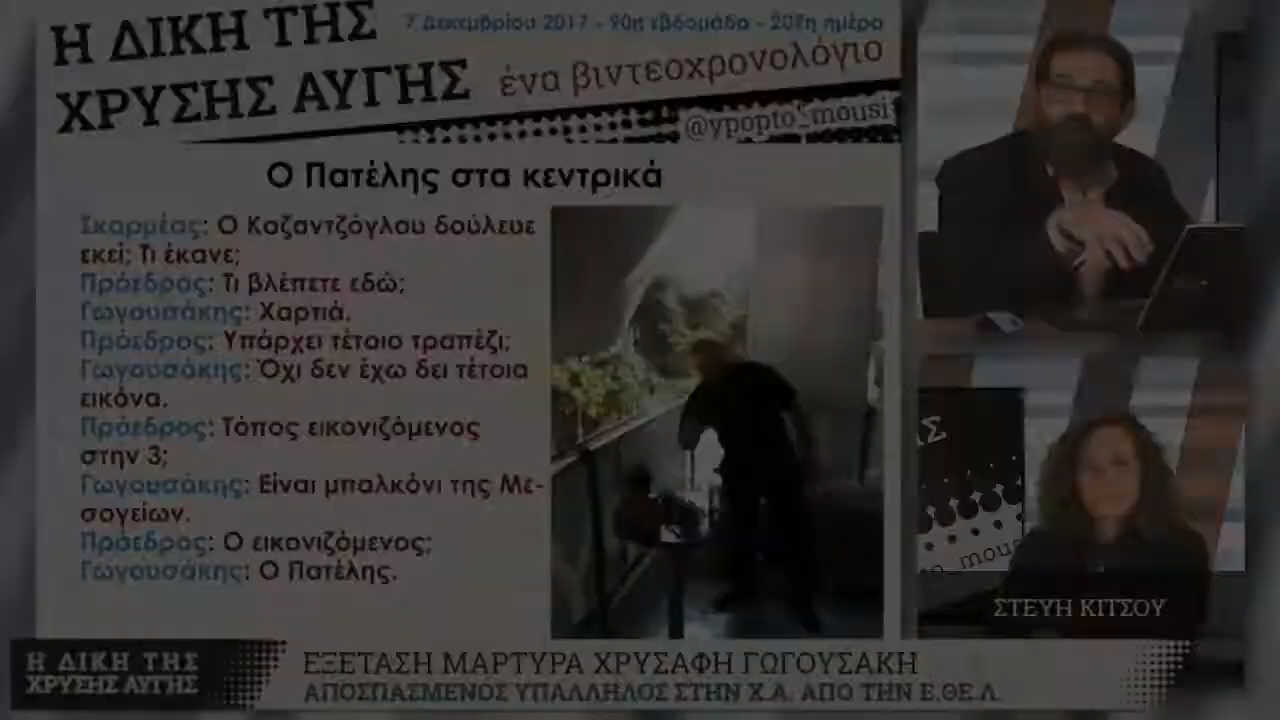 Η ΔΙΚΗ ΤΗΣ
ΧΡΥΣΗΣ ΑΥΓΗΣ
7 Δεκεμβρίου 2017 - 90η εβδομάδα - 207η ημέρα
ένα βιντεοχρονολόγιο
@ypopto_mousi
Ο Πατέλης στα κεντρικά
Σκαρμέας: Ο Καζαντζόγλου δούλευε
εκεί; Τι έκανε;
Πρόεδρος: Τι βλέπετε εδώ;
Γωγουσάκης: Χαρτιά.
Πρόεδρος: Υπάρχει τέτοιο τραπέζι;
Γωγουσάκης: Όχι δεν έχω δει τέτοια
εικόνα.
Πρόεδρος: Τόπος εικονιζόμενος
στην 3;
Γωγουσάκης: Είναι μπαλκόνι της Με-
σογείων.
Πρόεδρος: Ο εικονιζόμενος;
Γωγουσάκης: Ο Πατέλης.
ΗΣ
to_mous
ΣΤΕΥΗ ΚΙΤΣΟΥ
Η ΔΙΚΗ ΤΗΣ
ΧΡΥΣΗΣ ΑΥΓΗΣ
ΕΞΕΤΑΣΗ ΜΑΡΤΥΡΑ ΧΡΥΣΑΦΗ ΓΩΓΟΥΣΑΚΗ
ΑΠΟΣΠΑΣΜΕΝΟΣ ΥΠΑΛΛΗΛΟΣ ΣΤΗΝ Χ.Α. ΑΠΟ ΤΗΝ Ε.ΘΕ.Λ.